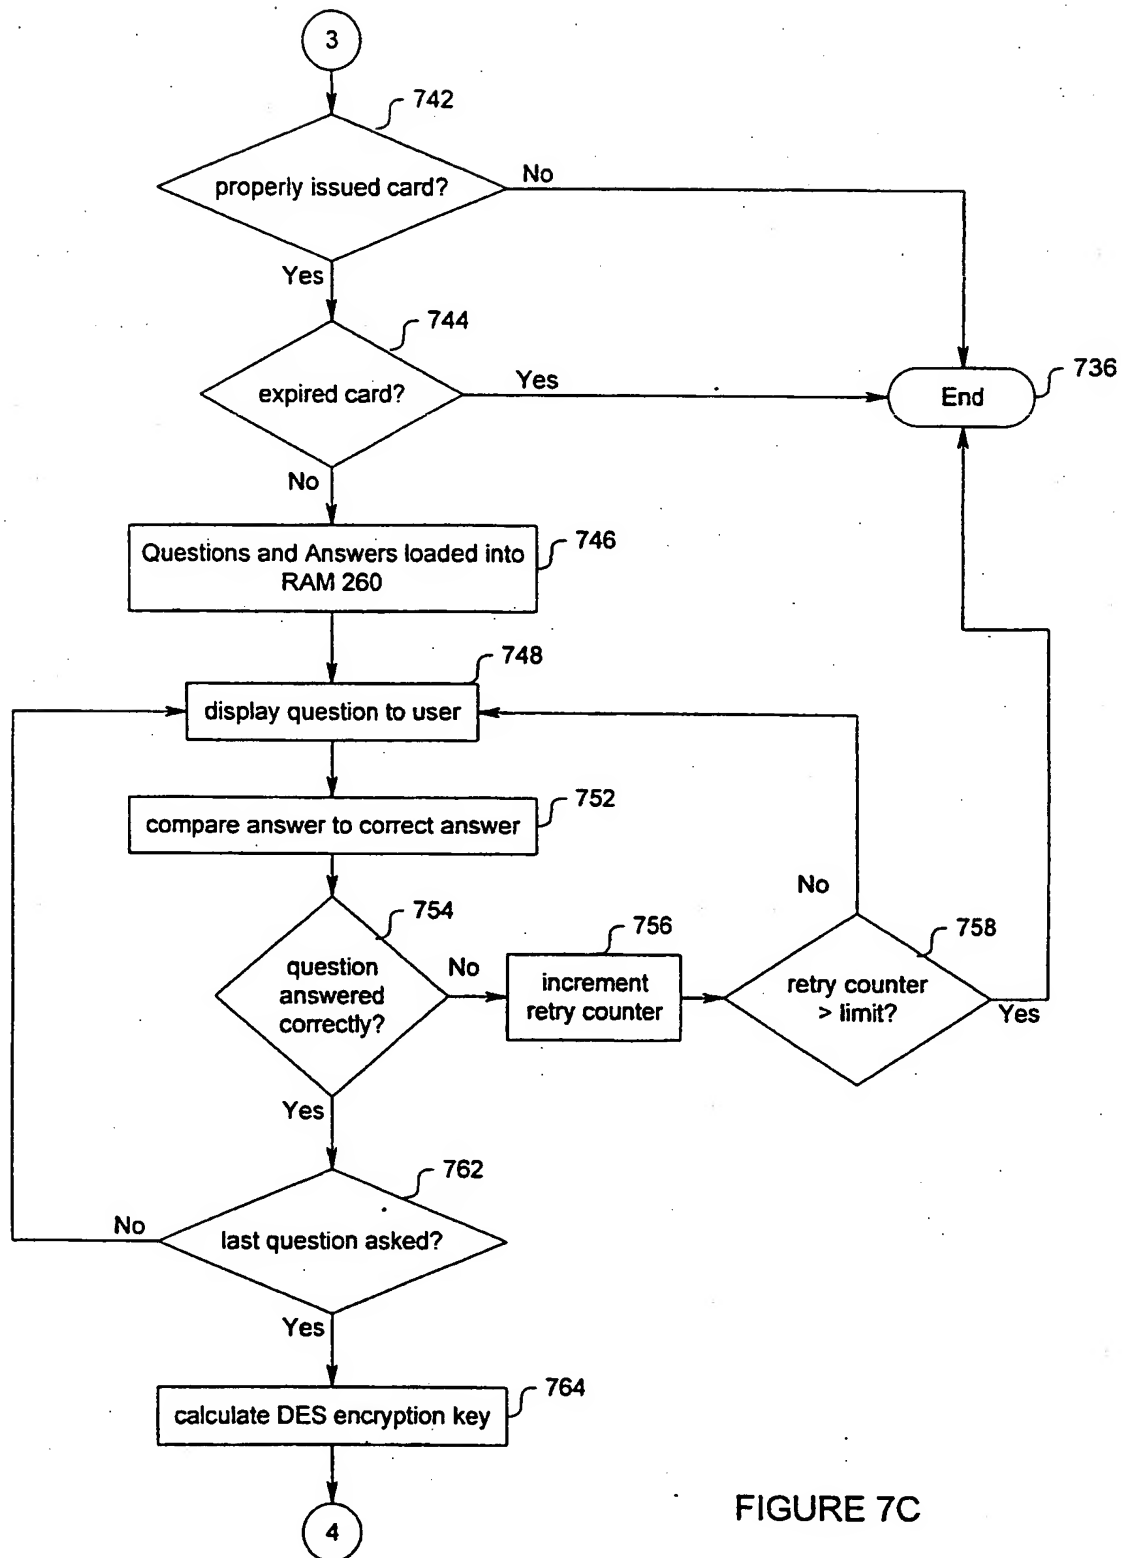 3
742
properly issued card?
No
Yes
744
expired card?
Yes
End
736
No
Questions and Answers loaded into
RAM 260
746
748
display question to user
752
compare answer to correct answer
No
754
question
answered
correctly?
No
756
increment
retry counter
758
retry counter
> limit?
Yes
Yes
762
No
last question asked?
Yes
764
calculate DES encryption key
4
FIGURE 7C